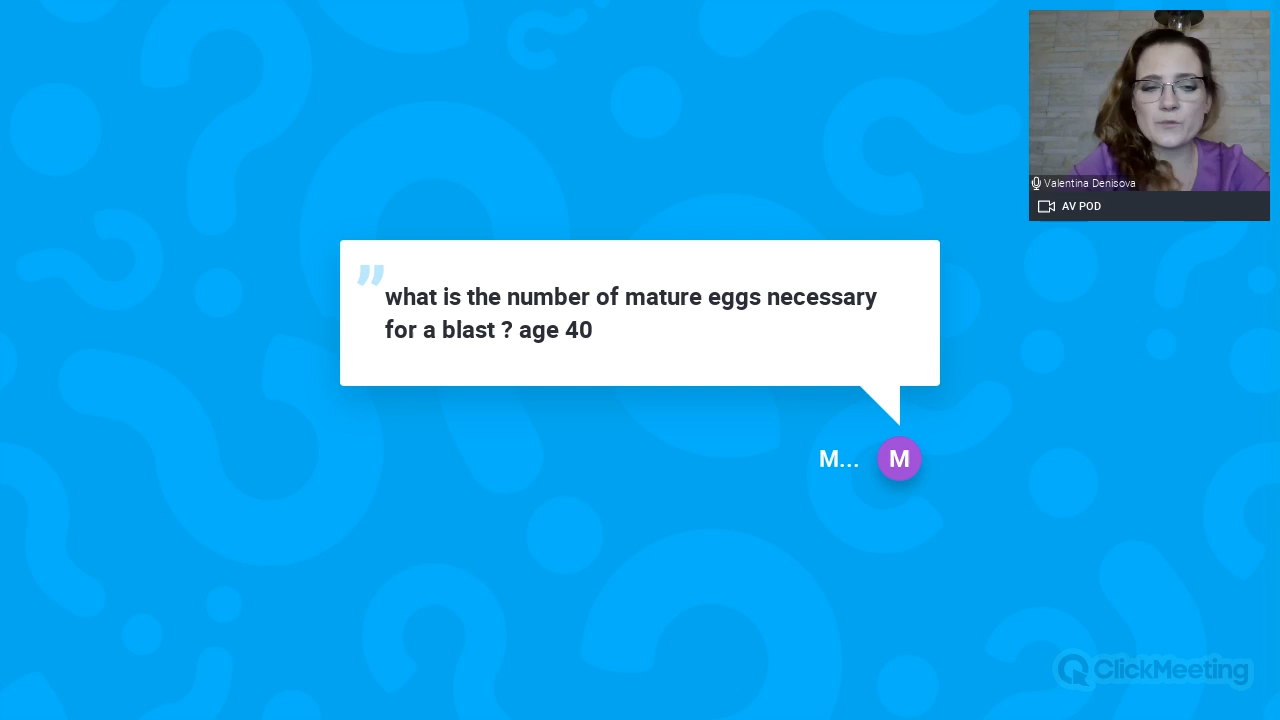 Valentina Denisova
AV POD
” what is the number of mature eggs necessary
for a blast ? age 40
M... M
ClickMeeting